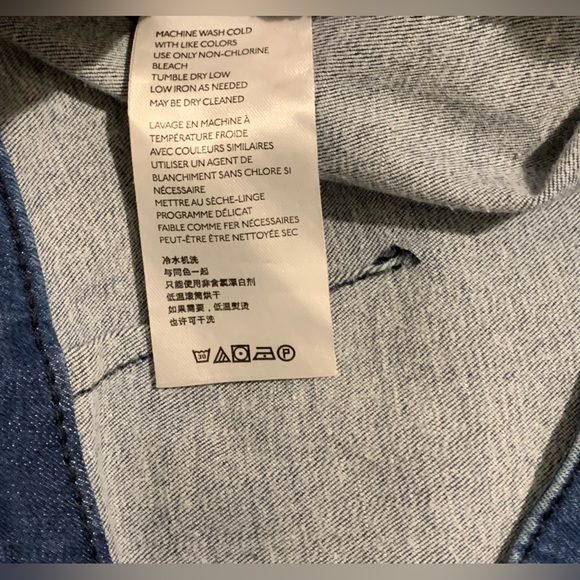 MACHINE WASH COLD
WITH LIKE COLORS
USE ONLY NON-CHLORINE
BLEACH
TUMBLE DRY LOW
LOW IRON AS NEEDED
MAY BE DRY CLEANED
LAVAGE EN MACHINE À
TEMPÉRATURE FROIDE
AVEC COULEURS SIMILAIRES
UTILISER UN AGENT DE
BLANCHIMENT SANS CHLORE SI
NÉCESSAIRE
METTRE AU SÈCHE-LINGE
PROGRAMME DÉLICAT
FAIBLE COMME FER NÉCESSAIRES
PEUT-ÊTRE ÊTRE NETTOYÉE SEC
冷水机洗
与同色一起
只能使用非含氯漂白剂
低温滚筒烘干
如果需要，低温熨烫
也许可干洗
30 P